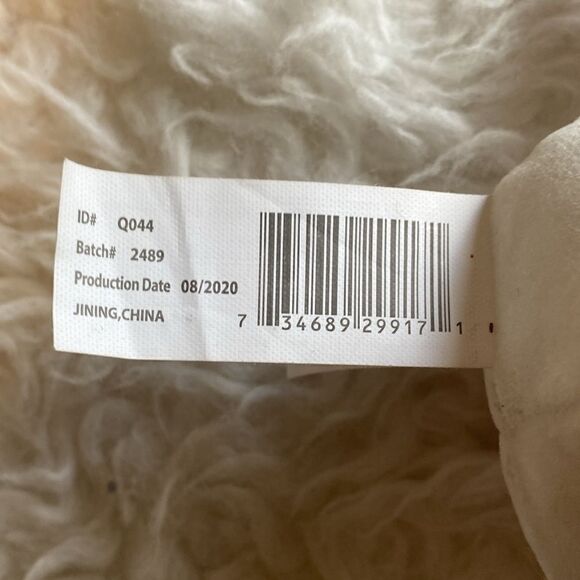 ID# Q044
Batch# 2489
Production Date 08/2020
JINING,CHINA
7 34689 29917 1